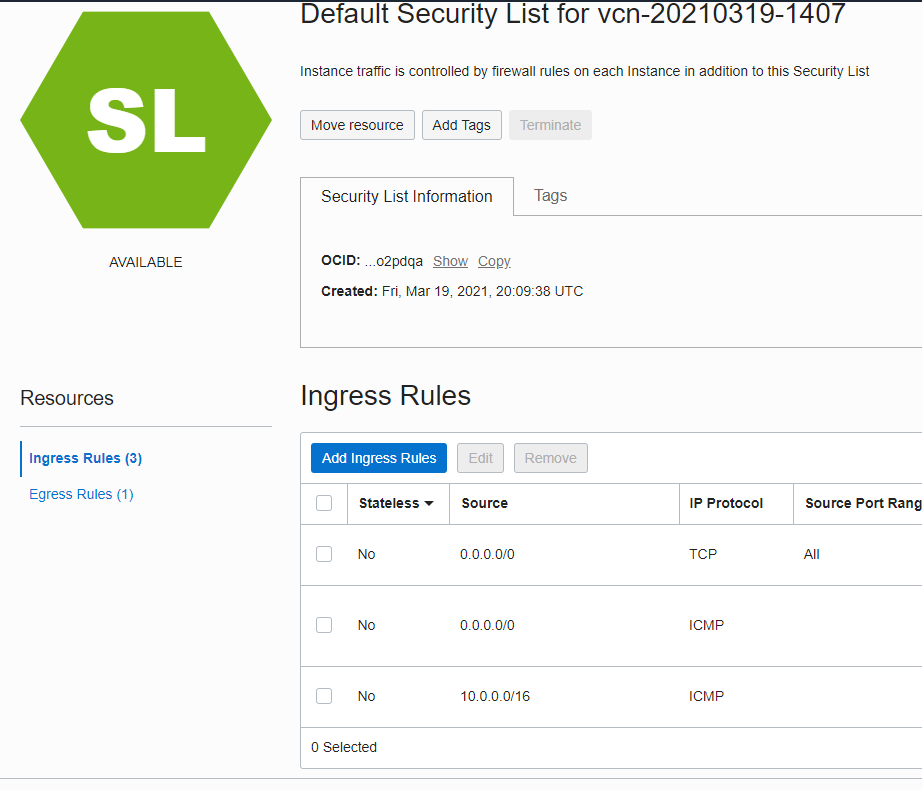 Default Security List for vcn-20210319-1407
SL
Instance traffic is controlled by firewall rules on each Instance in addition to this Security List
Move resource Add Tags Terminate
Security List Information Tags
AVAILABLE
OCID: ...o2pdqa Show Copy
Created: Fri, Mar 19, 2021, 20:09:38 UTC
Resources
Ingress Rules (3)
Egress Rules (1)
Ingress Rules
Add Ingress Rules Edit Remove
Stateless Source IP Protocol Source Port Rang
No 0.0.0.0/0 TCP All
No 0.0.0.0/0 ICMP
No 10.0.0.0/16 ICMP
0 Selected